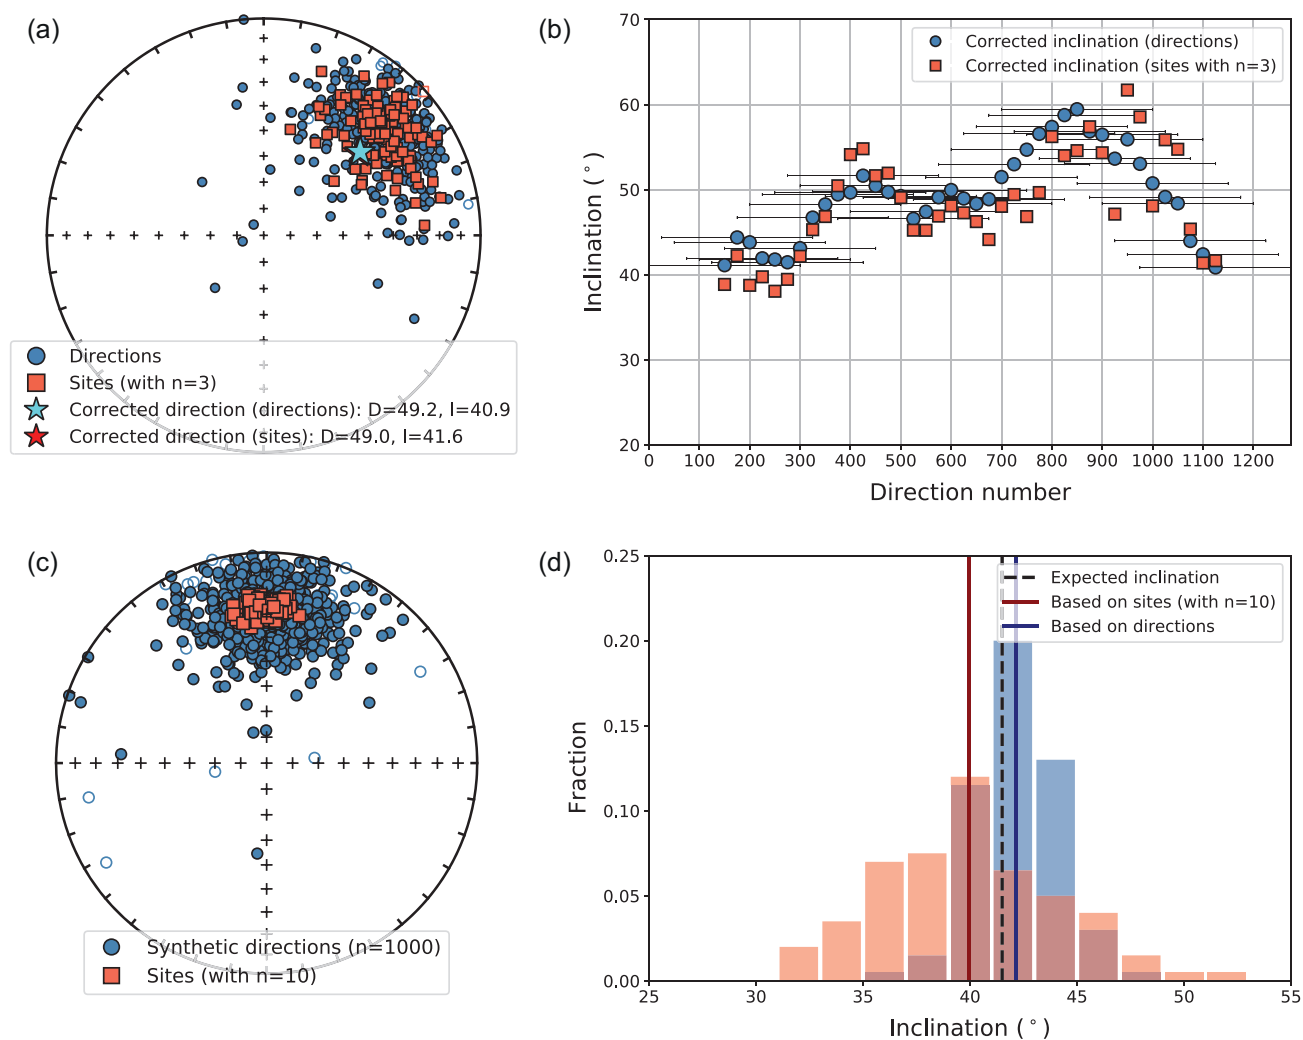 (a)
Directions
Sites (with n=3)
Corrected direction (directions): D=49.2, I=40.9
Corrected direction (sites): D=49.0, I=41.6
(b)
70
60
50
40
30
20
Inclination (°)
Corrected inclination (directions)
Corrected inclination (sites with n=3)
0 100 200 300 400 500 600 700 800 900 1000 1100 1200
Direction number
(c)
Synthetic directions (n=1000)
Sites (with n=10)
(d)
0.25
0.20
0.15
0.10
0.05
0.00
Fraction
Expected inclination
Based on sites (with n=10)
Based on directions
25 30 35 40 45 50 55
Inclination (°)